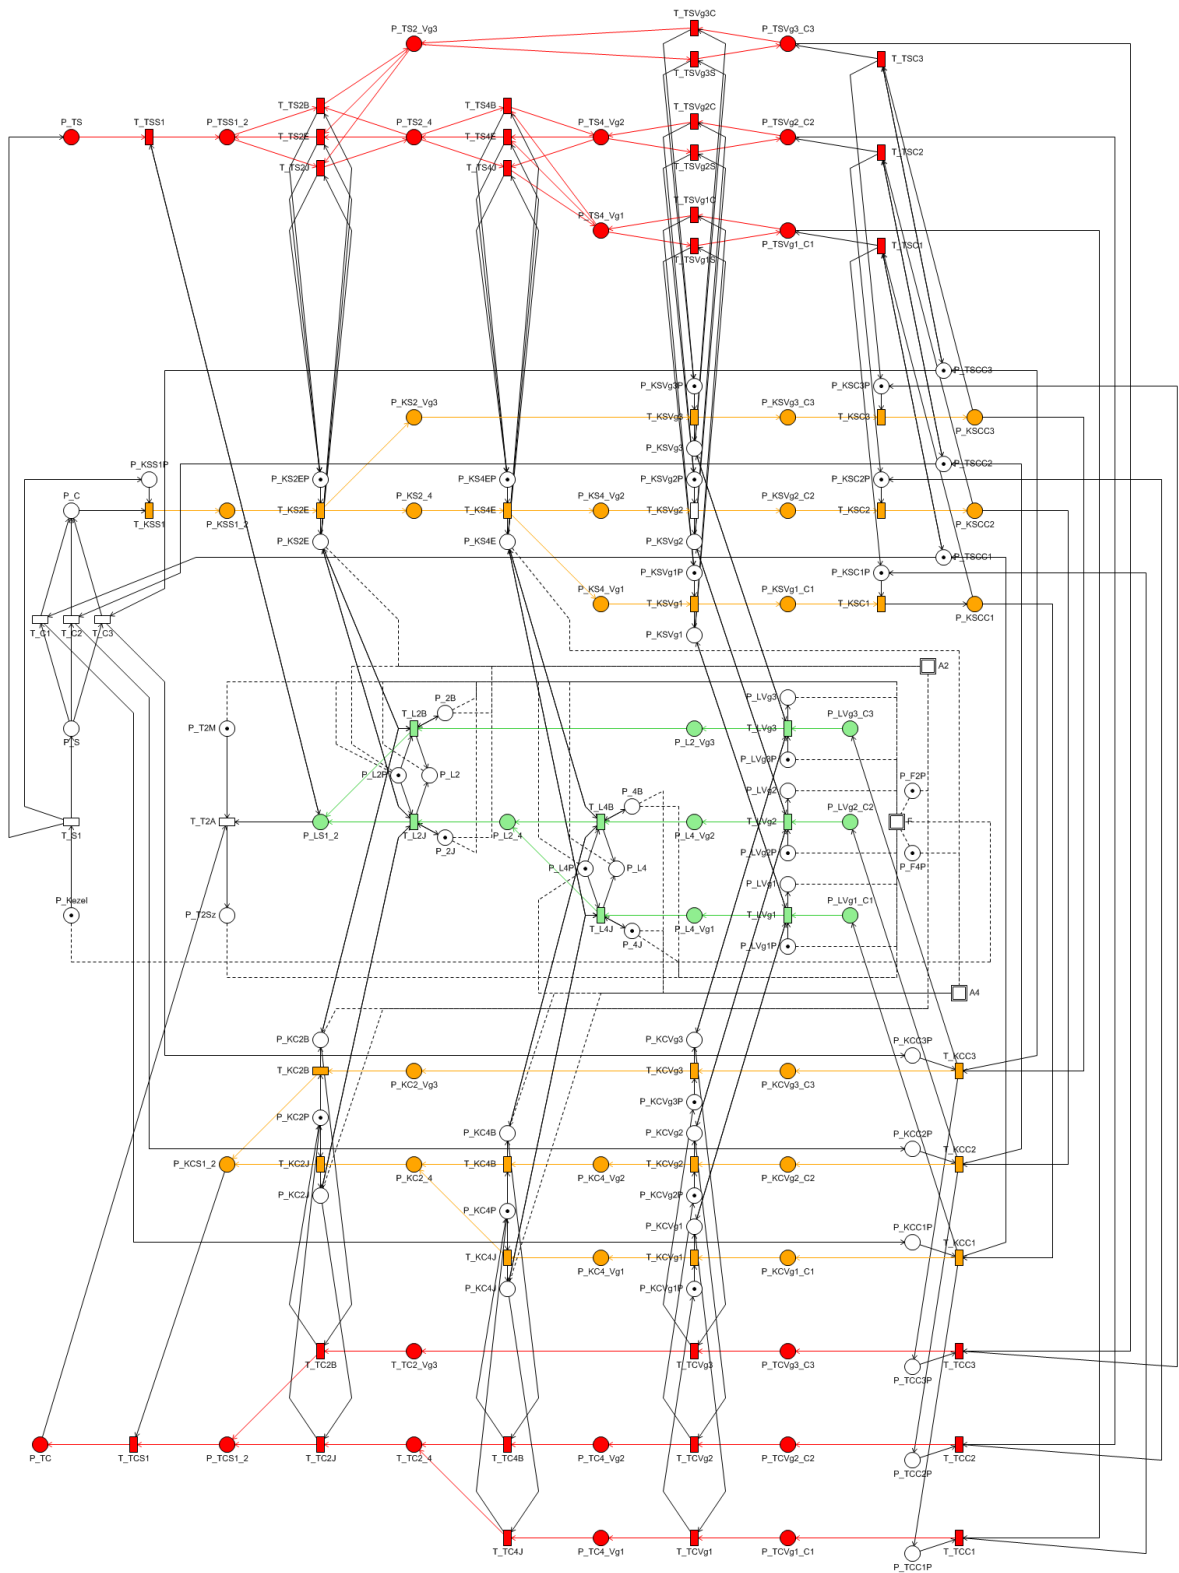 T_TSVg3C
P_TS2_Vg3
P_TSVg3_C3
T_TSC3
T_TSVg3S
P_TS
T_TSS1
P_TSS1_2
T_TS2B
T_TS4B
T_TSVg2C
P_TSVg2_C2
T_TS2E
P_TS2_4
T_TS4E
P_TS4_Vg2
T_TS2J
T_TS4J
T_TSVg2S
T_TSC2
T_TSVg1C
P_TS4_Vg1
P_TSVg1_C1
T_TSC1
T_TSVg1S
P_TSCC3
P_KSVg3P
P_KSC3P
P_KS2_Vg3
T_KSVg3
P_KSVg3_C3
T_KSC3
P_KSCC3
P_KSVg3
P_KSS1P
P_TSCC2
P_KS2EP
P_KS4EP
P_KSVg2P
P_KSC2P
P_C
T_KSS1
P_KSS1_2
T_KS2E
P_KS2_4
T_KS4E
P_KS4_Vg2
T_KSVg2
P_KSVg2_C2
T_KSC2
P_KSCC2
P_KS2E
P_KS4E
P_KSVg2
P_TSCC1
P_KSVg1P
P_KSC1P
P_KS4_Vg1
T_KSVg1
P_KSVg1_C1
T_KSC1
P_KSCC1
T_C1
T_C2
T_C3
P_KSVg1
A2
P_S
P_T2M
P_2B
T_L2B
P_LVg3
T_LVg3
P_LVg3_C3
P_L2_Vg3
P_LVg3P
P_L2P
P_L2
P_F2P
P_LVg2
P_4B
T_L4B
T_S1
T_T2A
P_LS1_2
T_L2J
P_2J
P_L2_4
P_L4_Vg2
T_LVg2
P_LVg2_C2
F
P_LVg2P
P_F4P
P_L4P
P_L4
P_LVg1
P_Kezel
P_T2Sz
T_L4J
P_4J
P_L4_Vg1
T_LVg1
P_LVg1_C1
P_LVg1P
A4
P_KC2B
P_KCVg3
P_KCC3P
T_KCC3
T_KC2B
P_KC2_Vg3
T_KCVg3
P_KCVg3_C3
P_KCVg3P
P_KC2P
P_KC4B
P_KCVg2
P_KCC2P
T_KCC2
P_KCS1_2
T_KC2J
P_KC2_4
T_KC4B
P_KC4_Vg2
T_KCVg2
P_KCVg2_C2
P_KC2J
P_KCVg2P
P_KC4P
P_KCVg1
P_KCC1P
T_KCC1
T_KC4J
P_KC4_Vg1
T_KCVg1
P_KCVg1_C1
P_KC4J
P_KCVg1P
T_TC2B
T_TC2_Vg3
T_TCVg3
P_TCVg3_C3
T_TCC3
P_TCC3P
P_TC
T_TCS1
P_TCS1_2
T_TC2J
T_TC2_4
T_TC4B
P_TC4_Vg2
T_TCVg2
P_TCVg2_C2
T_TCC2
P_TCC2P
T_TC4J
P_TC4_Vg1
T_TCVg1
P_TCVg1_C1
T_TCC1
P_TCC1P